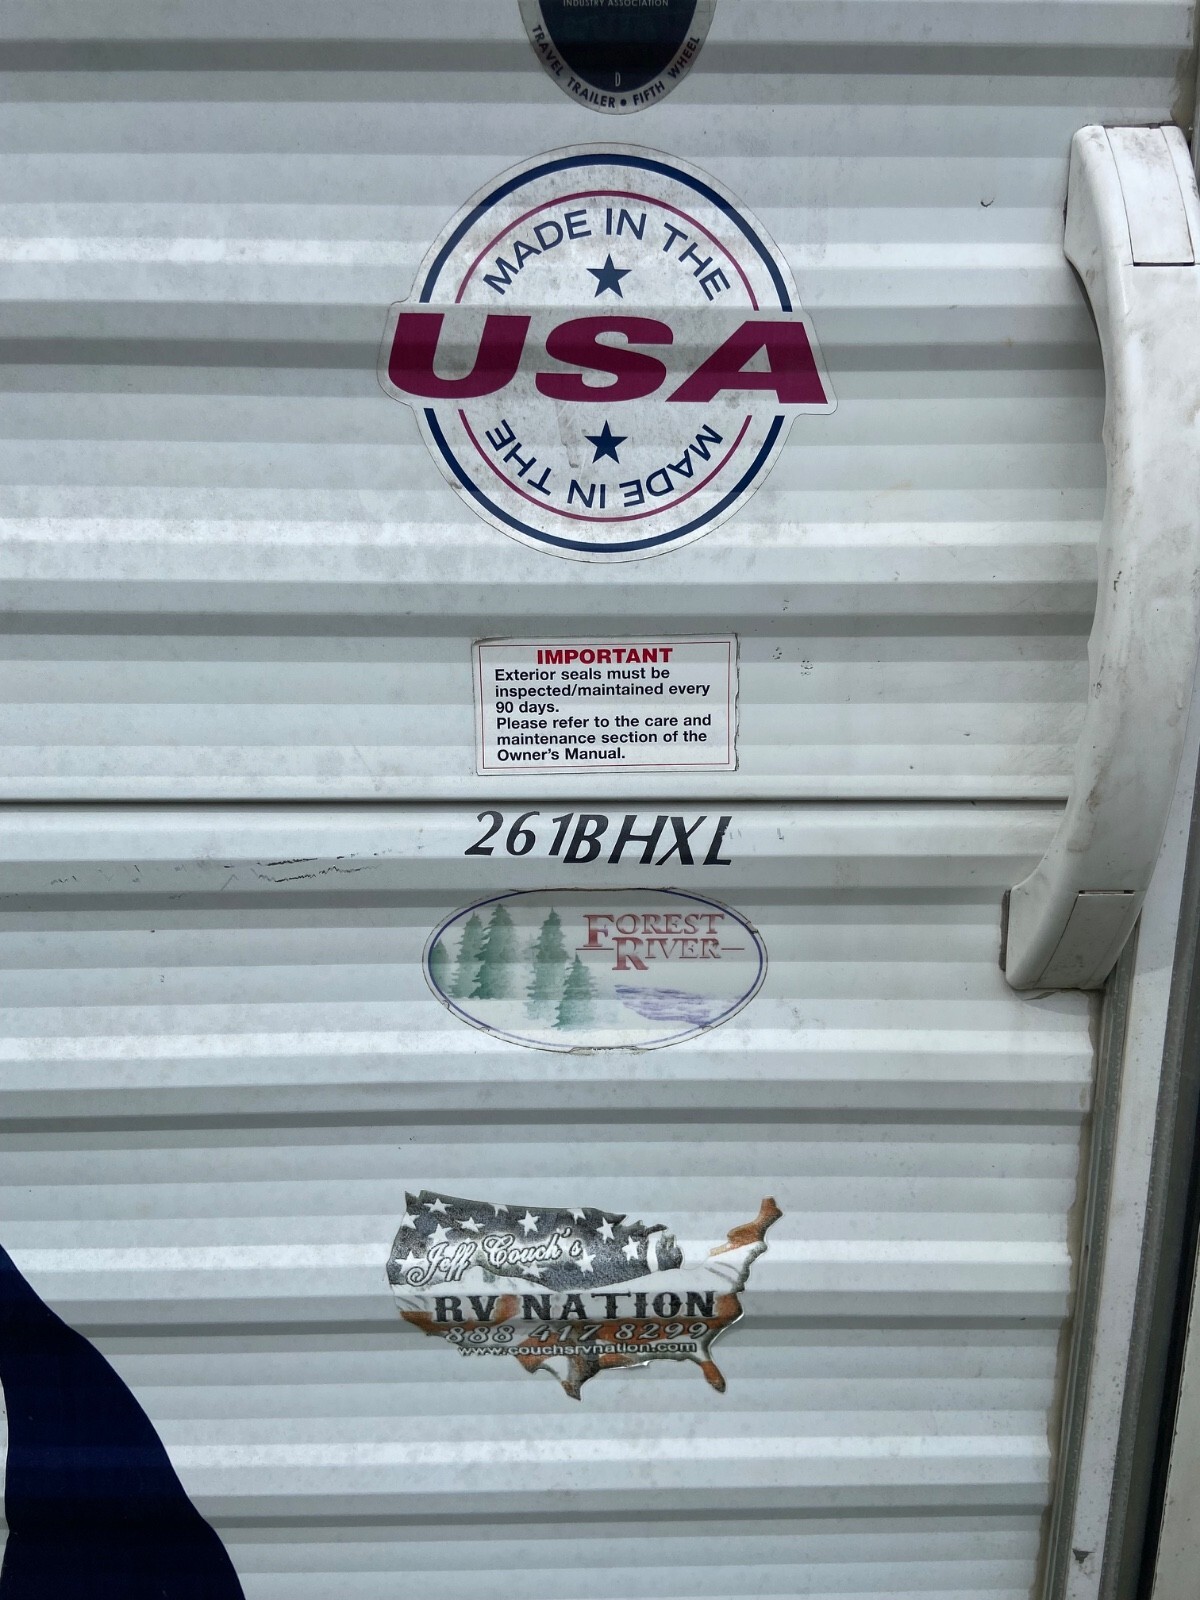 INDUSTRY ASSOCIATION
D
TRAVEL TRAILER • FIFTH WHEEL
MADE IN THE
USA
MADE IN THE
IMPORTANT
Exterior seals must be
inspected/maintained every
90 days.
Please refer to the care and
maintenance section of the
Owner's Manual.
261BHXL
FOREST
RIVER
Jeff Couch's
RV NATION
888 417 8299
www.couchsrvnation.com